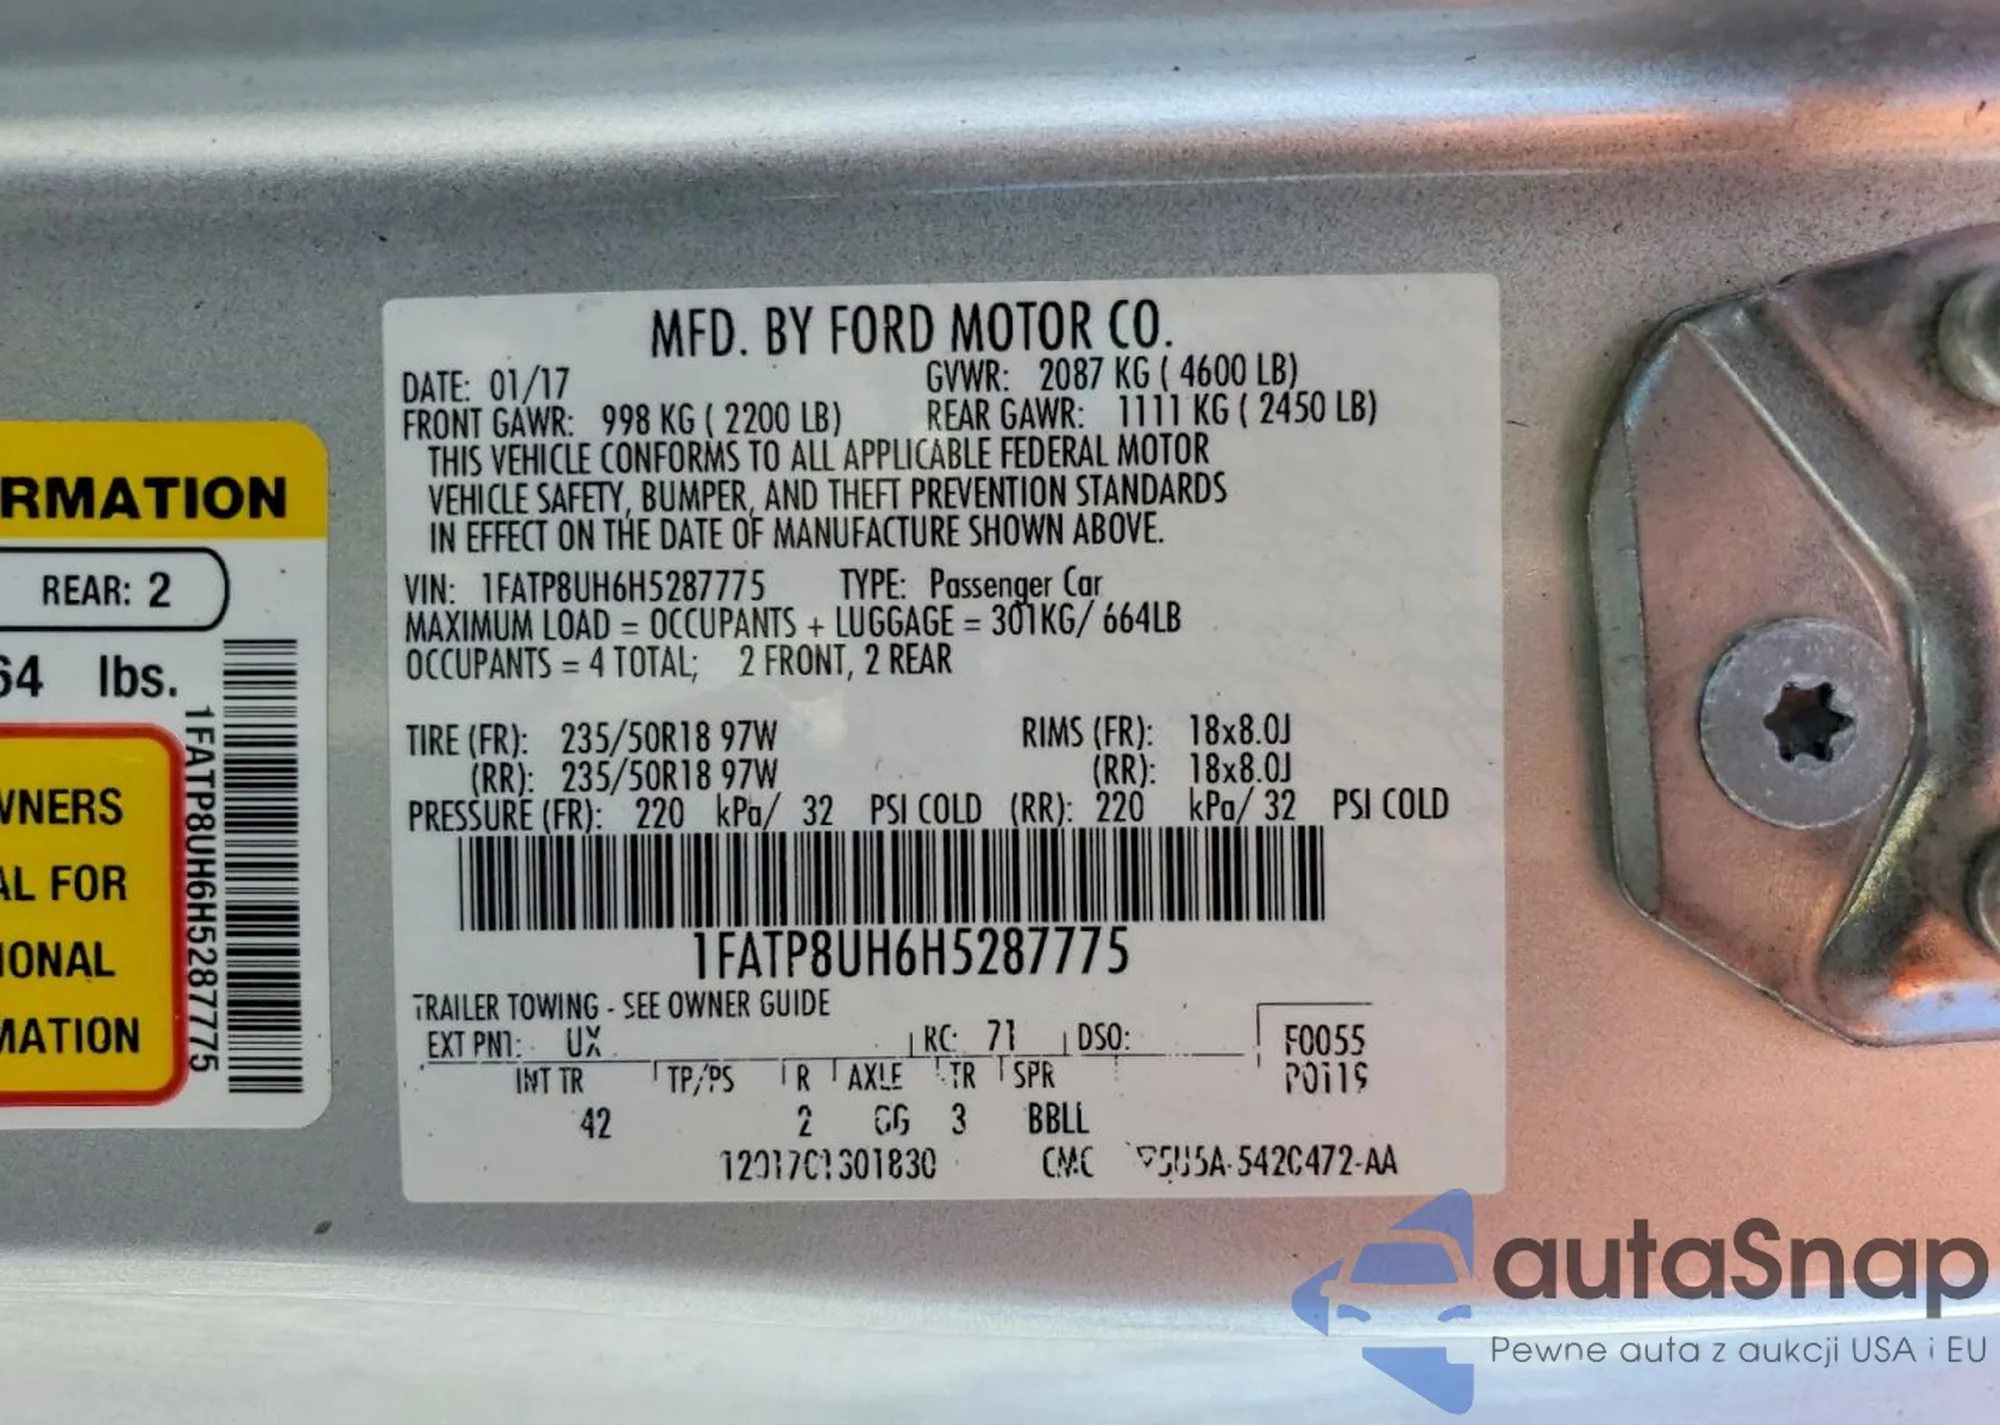 RMATION
REAR: 2
64 lbs.
WNERS
AL FOR
IONAL
MATION
1FATP8UH6H5287775
MFD. BY FORD MOTOR CO.
DATE: 01/17 GVWR: 2087 KG ( 4600 LB)
FRONT GAWR: 998 KG ( 2200 LB) REAR GAWR: 1111 KG ( 2450 LB)
THIS VEHICLE CONFORMS TO ALL APPLICABLE FEDERAL MOTOR
VEHICLE SAFETY, BUMPER, AND THEFT PREVENTION STANDARDS
IN EFFECT ON THE DATE OF MANUFACTURE SHOWN ABOVE.
VIN: 1FATP8UH6H5287775 TYPE: Passenger Car
MAXIMUM LOAD = OCCUPANTS + LUGGAGE = 301KG/ 664LB
OCCUPANTS = 4 TOTAL; 2 FRONT, 2 REAR
TIRE (FR): 235/50R18 97W RIMS (FR): 18x8.0J
(RR): 235/50R18 97W (RR): 18x8.0J
PRESSURE (FR): 220 kPa/ 32 PSI COLD (RR): 220 kPa/ 32 PSI COLD
1FATP8UH6H5287775
TRAILER TOWING - SEE OWNER GUIDE
EXT PNT: UX RC: 71 DSO: F0055
INT TR TP/PS R AXLE TR SPR
42 2 GG 3 BBLL
CMC
autaSnap
Pewne auta z aukcji USA i EU